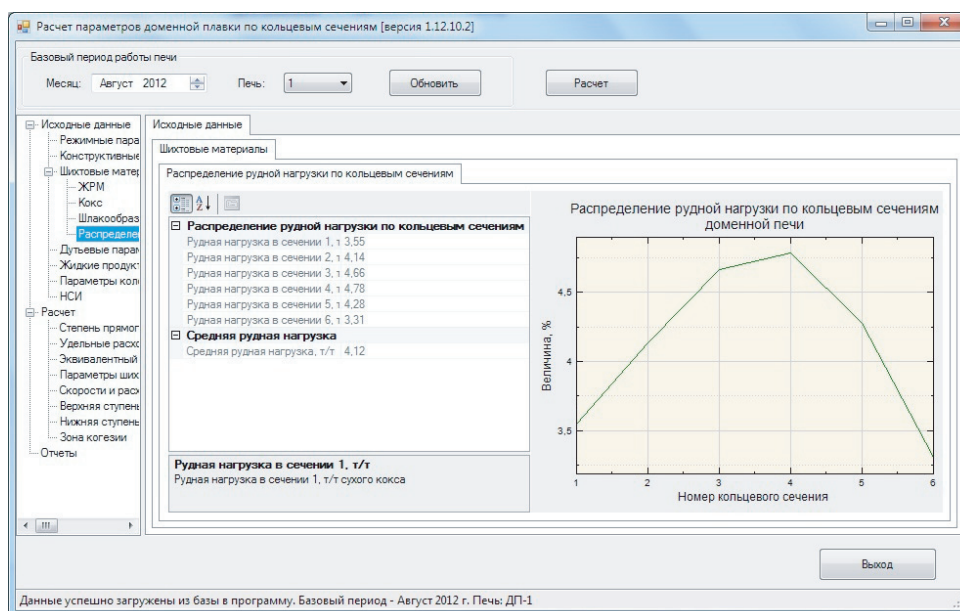 Расчет параметров доменной плавки по кольцевым сечениям [версия 1.12.10.2]
Базовый период работы печи
Месяц: Август 2012 Печь: 1 Обновить Расчет
Исходные данные
Режимные пара
Конструктивные
Шихтовые матер
ЖРМ
Кокс
Шлакообраз
Распределе
Дутьевые парам
Жидкие продукт
Параметры коло
НСИ
Расчет
Степень прямог
Удельные расхо
Эквивалентный
Параметры ших
Скорости и расх
Верхняя ступень
Нижняя ступень
Зона когезии
Отчеты
Исходные данные
Шихтовые материалы
Распределение рудной нагрузки по кольцевым сечениям
Распределение рудной нагрузки по кольцевым сечениям
Рудная нагрузка в сечении 1, т 3,55
Рудная нагрузка в сечении 2, т 4,14
Рудная нагрузка в сечении 3, т 4,66
Рудная нагрузка в сечении 4, т 4,78
Рудная нагрузка в сечении 5, т 4,28
Рудная нагрузка в сечении 6, т 3,31
Средняя рудная нагрузка
Средняя рудная нагрузка, т/т 4,12
Рудная нагрузка в сечении 1, т/т
Рудная нагрузка в сечении 1, т/т сухого кокса
Распределение рудной нагрузки по кольцевым сечениям
доменной печи
Величина, %
4,5
4
3,5
1 2 3 4 5 6
Номер кольцевого сечения
Выход
Данные успешно загружены из базы в программу. Базовый период - Август 2012 г. Печь: ДП-1